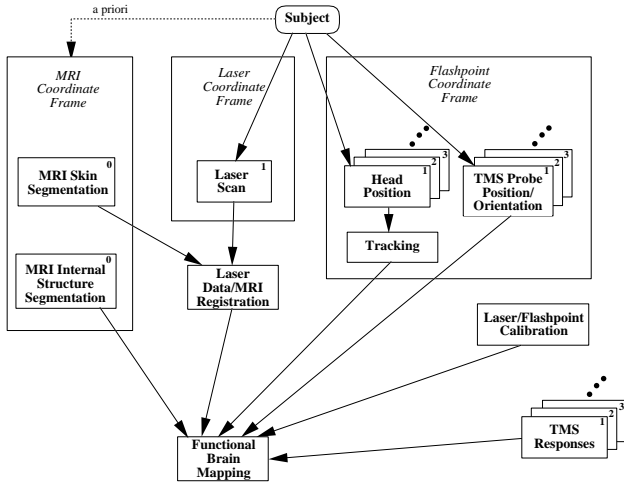 Subject
a priori
MRI
Coordinate
Frame
Laser
Coordinate
Frame
Flashpoint
Coordinate
Frame
0
MRI Skin
Segmentation
1
Laser
Scan
3
2
1
Head
Position
3
2
1
TMS Probe
Position/
Orientation
Tracking
0
MRI Internal
Structure
Segmentation
Laser
Data/MRI
Registration
Laser/Flashpoint
Calibration
3
2
1
TMS
Responses
Functional
Brain
Mapping